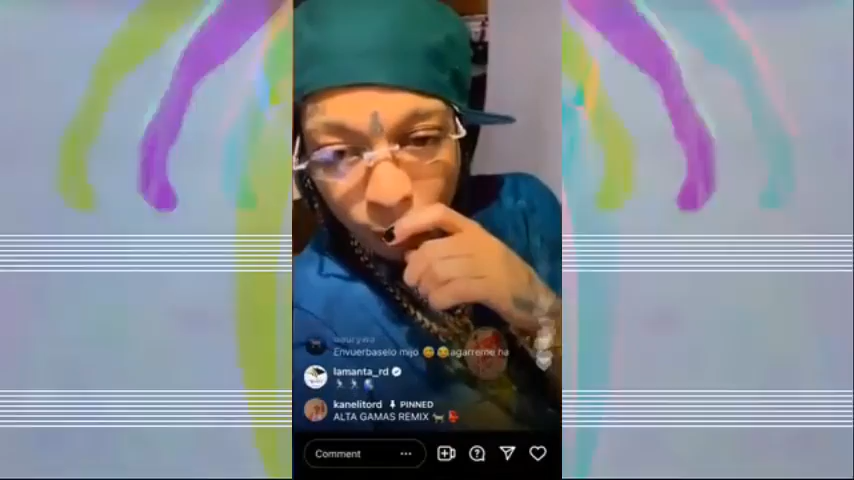 Envuerbaselo mijo 😂😂agarreme ha
lamanta_rd
kanelitord PINNED
ALTA GAMAS REMIX 🐅💃
Comment